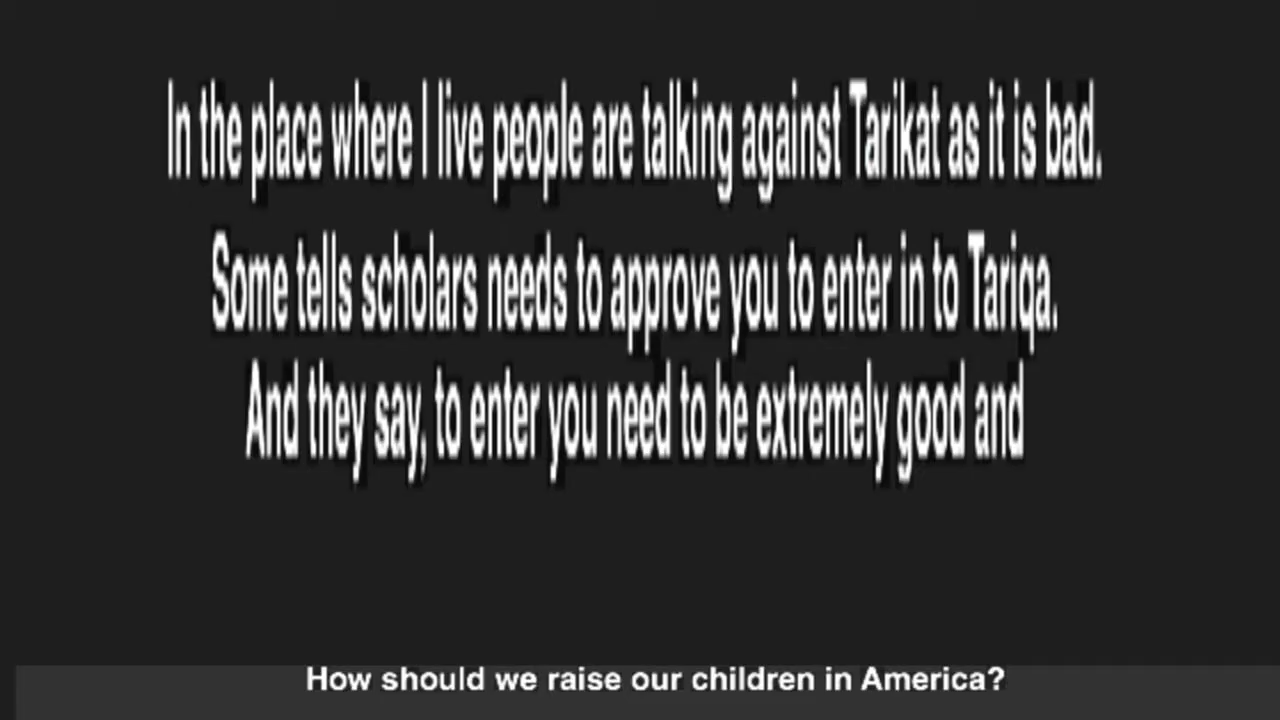 In the place where I live people are talking against Tarikat as it is bad.
Some tells scholars needs to approve you to enter in to Tariqa.
And they say, to enter you need to be extremely good and
How should we raise our children in America?